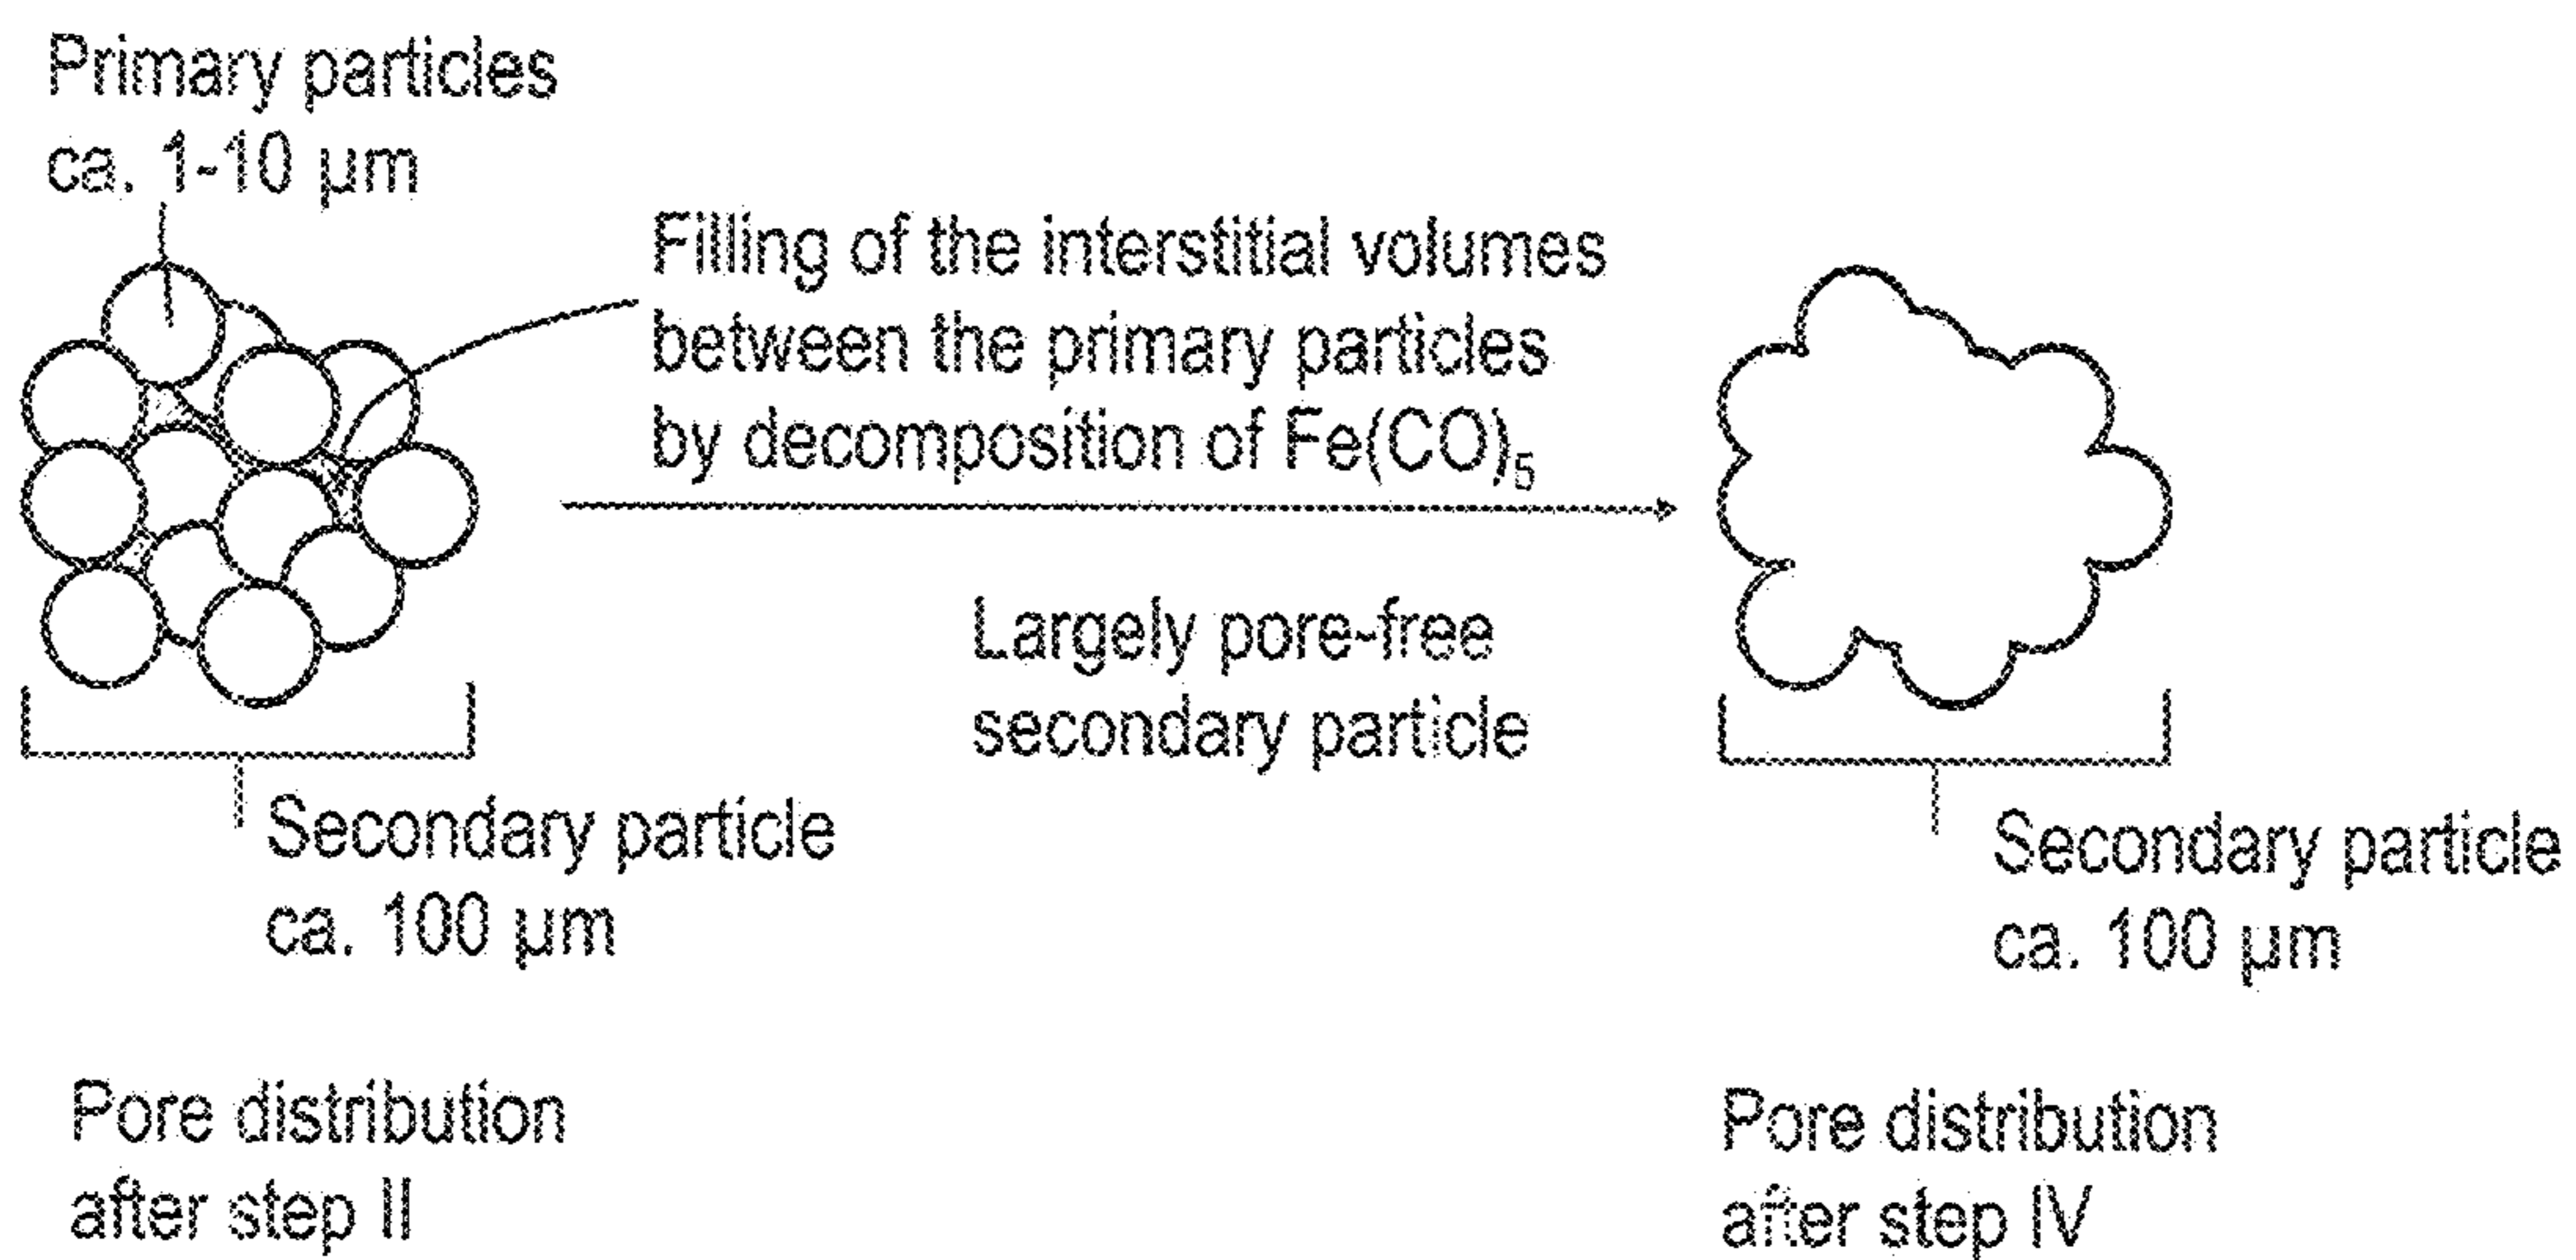 Primary particles
ca. 1-10 µm
Filling of the interstitial volumes
between the primary particles
by decomposition of Fe(CO)₅
Largely pore-free
secondary particle
Secondary particle
ca. 100 µm
Secondary particle
ca. 100 µm
Pore distribution
after step II
Pore distribution
after step IV